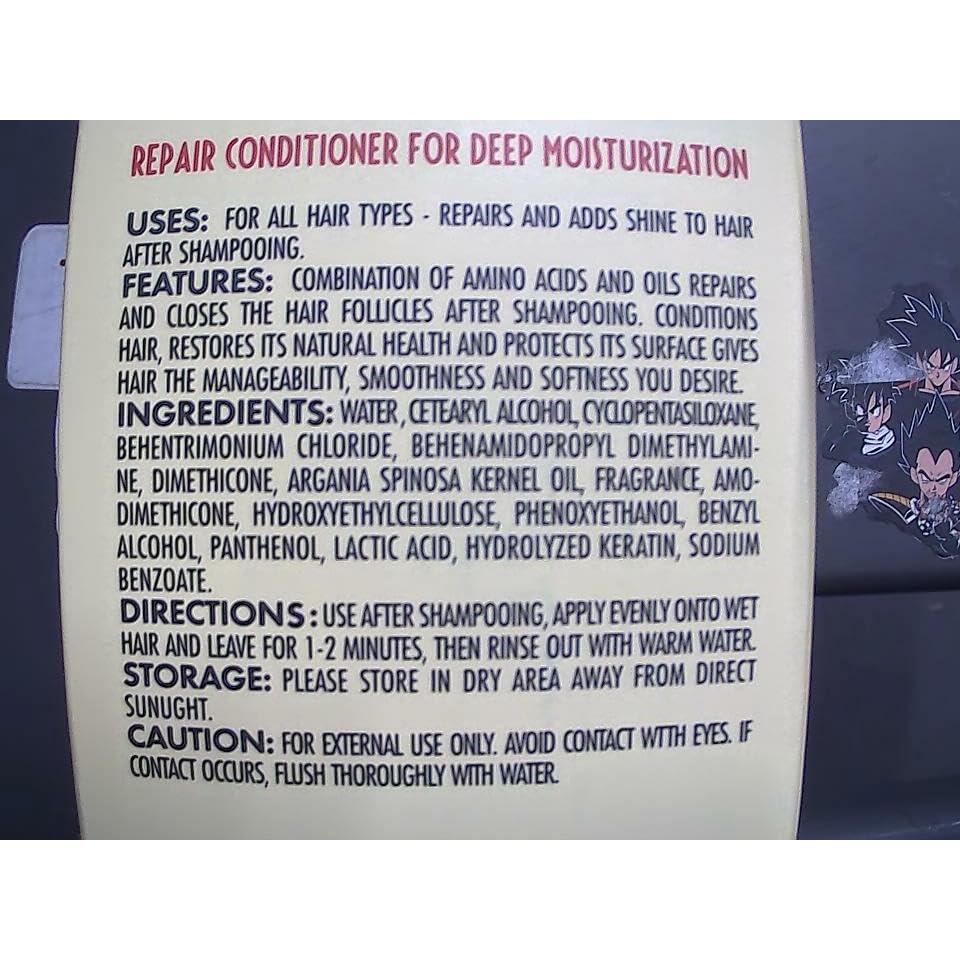 REPAIR CONDITIONER FOR DEEP MOISTURIZATION
USES: FOR ALL HAIR TYPES - REPAIRS AND ADDS SHINE TO HAIR
AFTER SHAMPOOING.
FEATURES: COMBINATION OF AMINO ACIDS AND OILS REPAIRS
AND CLOSES THE HAIR FOLLICLES AFTER SHAMPOOING. CONDITIONS
HAIR, RESTORES ITS NATURAL HEALTH AND PROTECTS ITS SURFACE GIVES
HAIR THE MANAGEABILITY, SMOOTHNESS AND SOFTNESS YOU DESIRE.
INGREDIENTS: WATER, CETEARYL ALCOHOL, CYCLOPENTASILOXANE,
BEHENTRIMONIUM CHLORIDE, BEHENAMIDOPROPYL DIMETHYLAMI-
NE, DIMETHICONE, ARGANIA SPINOSA KERNEL OIL, FRAGRANCE, AMO-
DIMETHICONE, HYDROXYETHYLCELLULOSE, PHENOXYETHANOL, BENZYL
ALCOHOL, PANTHENOL, LACTIC ACID, HYDROLYZED KERATIN, SODIUM
BENZOATE.
DIRECTIONS: USE AFTER SHAMPOOING, APPLY EVENLY ONTO WET
HAIR AND LEAVE FOR 1-2 MINUTES, THEN RINSE OUT WITH WARM WATER.
STORAGE: PLEASE STORE IN DRY AREA AWAY FROM DIRECT
SUNUGHT.
CAUTION: FOR EXTERNAL USE ONLY. AVOID CONTACT WTTH EYES. IF
CONTACT OCCURS, FLUSH THOROUGHLY WITH WATER.